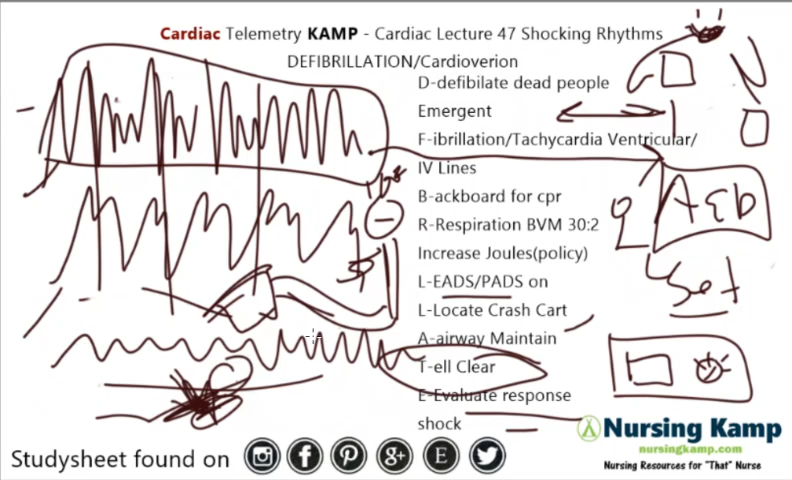 Cardiac Telemetry KAMP - Cardiac Lecture 47 Shocking Rhythms
DEFIBRILLATION/Cardioverion
D-defibilate dead people
Emergent
F-ibrillation/Tachycardia Ventricular/
IV Lines
B-ackboard for cpr
R-Respiration BVM 30:2
Increase Joules(policy)
L-EADS/PADS on
L-Locate Crash Cart
A-airway Maintain
T-ell Clear
E-Evaluate response
shock
AED
Set
Nursing Kamp
nursingkamp.com
Nursing Resources for "That" Nurse
Studysheet found on